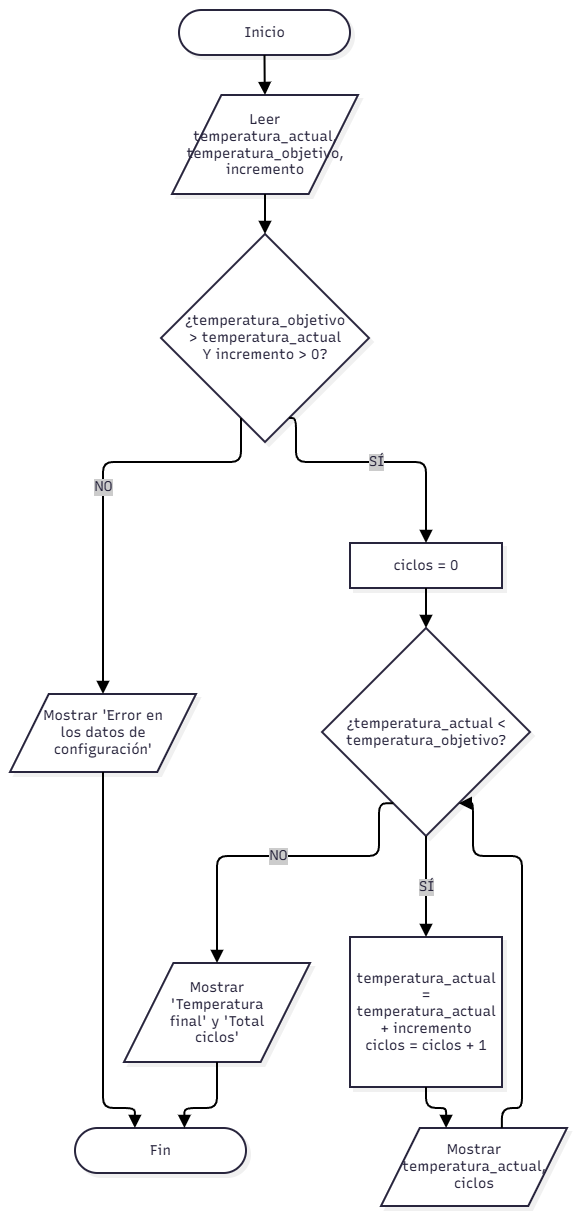 Inicio
Leer
temperatura_actual,
temperatura_objetivo,
incremento
¿temperatura_objetivo
> temperatura_actual
Y incremento > 0?
NO
SÍ
ciclos = 0
Mostrar 'Error en
los datos de
configuración'
¿temperatura_actual <
temperatura_objetivo?
NO
SÍ
Mostrar
'Temperatura
final' y 'Total
ciclos'
temperatura_actual
=
temperatura_actual
+ incremento
ciclos = ciclos + 1
Fin
Mostrar
temperatura_actual,
ciclos